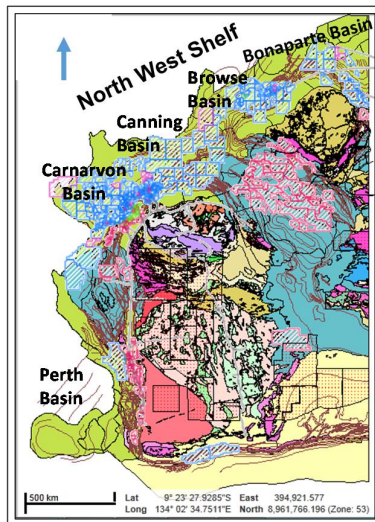 North West Shelf
Bonaparte Basin
Browse
Basin
Canning
Basin
Carnarvon
Basin
Perth
Basin
500 km
Lat 9° 23' 27.9285"S East 394,921.577
Long 134° 02' 34.7511"E North 8,961,766.196 (Zone: 53)